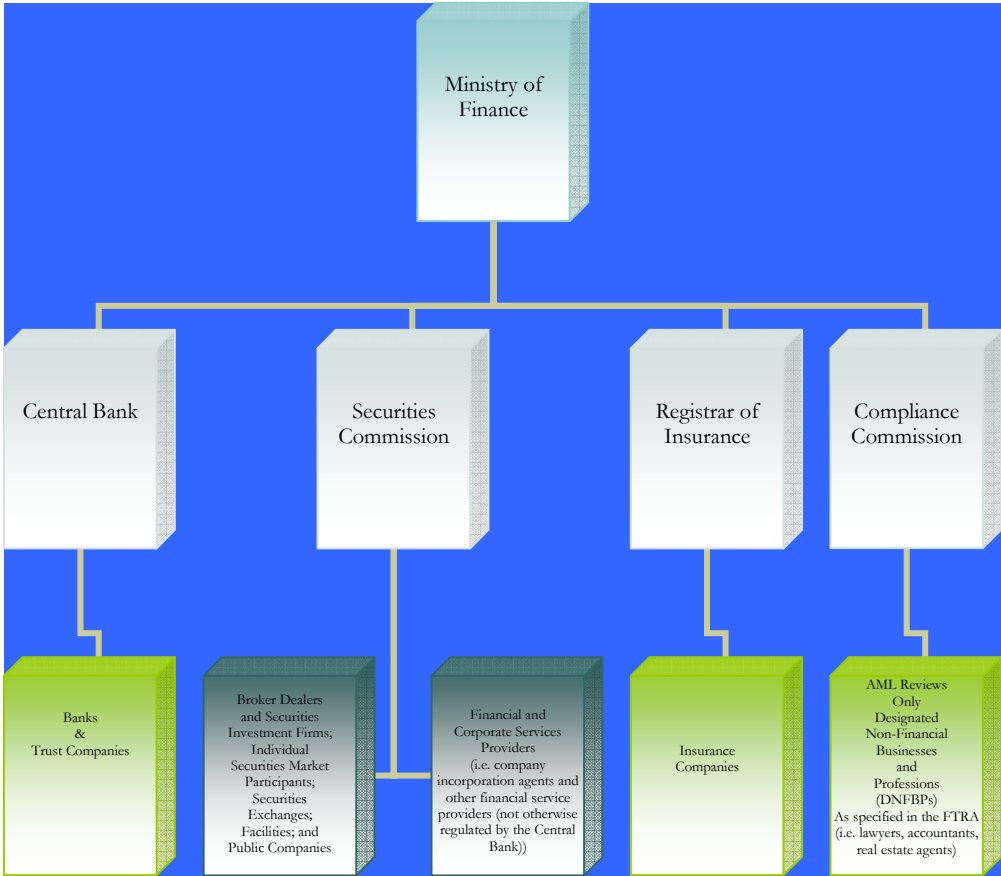 Ministry of
Finance
Central Bank
Securities
Commission
Registrar of
Insurance
Compliance
Commission
Banks
&
Trust Companies
Broker Dealers
and Securities
Investment Firms;
Individual
Securities Market
Participants;
Securities
Exchanges;
Facilities; and
Public Companies
Financial and
Corporate Services
Providers
(i.e. company
incorporation agents and
other financial service
providers (not otherwise
regulated by the Central
Bank))
Insurance
Companies
AML Reviews
Only
Designated
Non-Financial
Businesses
and
Professions
(DNFBPs)
As specified in the FTRA
(i.e. lawyers, accountants,
real estate agents)